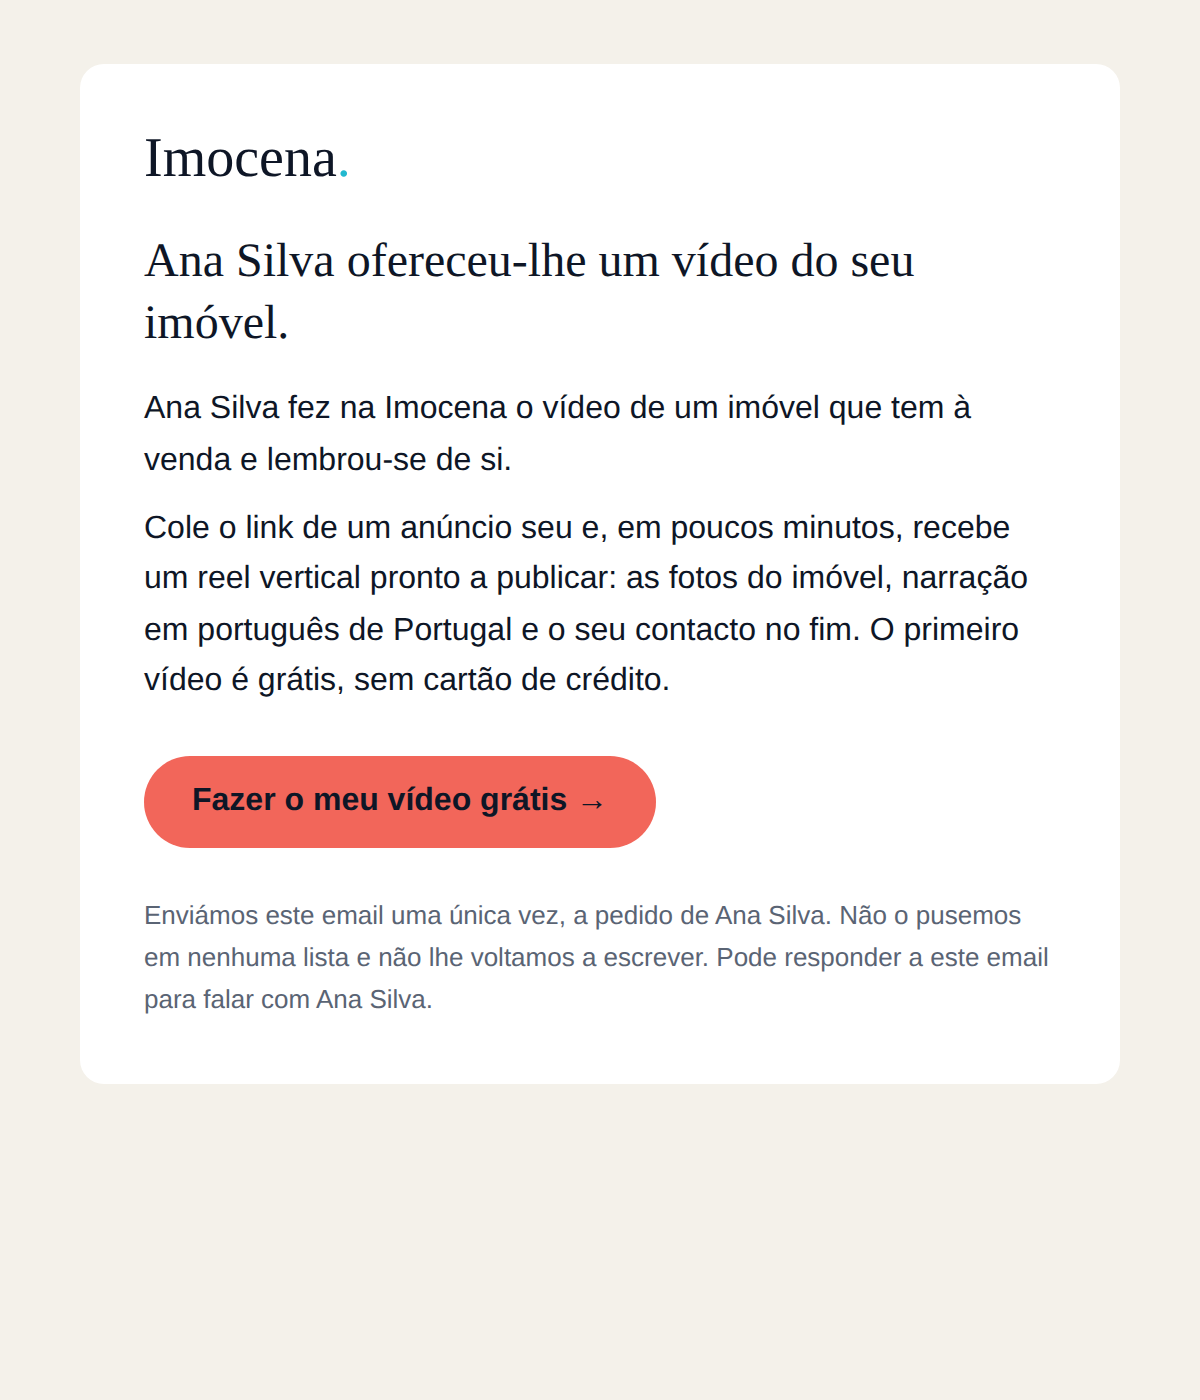 Imocena.
Ana Silva ofereceu-lhe um vídeo do seu
imóvel.
Ana Silva fez na Imocena o vídeo de um imóvel que tem à
venda e lembrou-se de si.
Cole o link de um anúncio seu e, em poucos minutos, recebe
um reel vertical pronto a publicar: as fotos do imóvel, narração
em português de Portugal e o seu contacto no fim. O primeiro
vídeo é grátis, sem cartão de crédito.
Fazer o meu vídeo grátis →
Enviámos este email uma única vez, a pedido de Ana Silva. Não o pusemos
em nenhuma lista e não lhe voltamos a escrever. Pode responder a este email
para falar com Ana Silva.